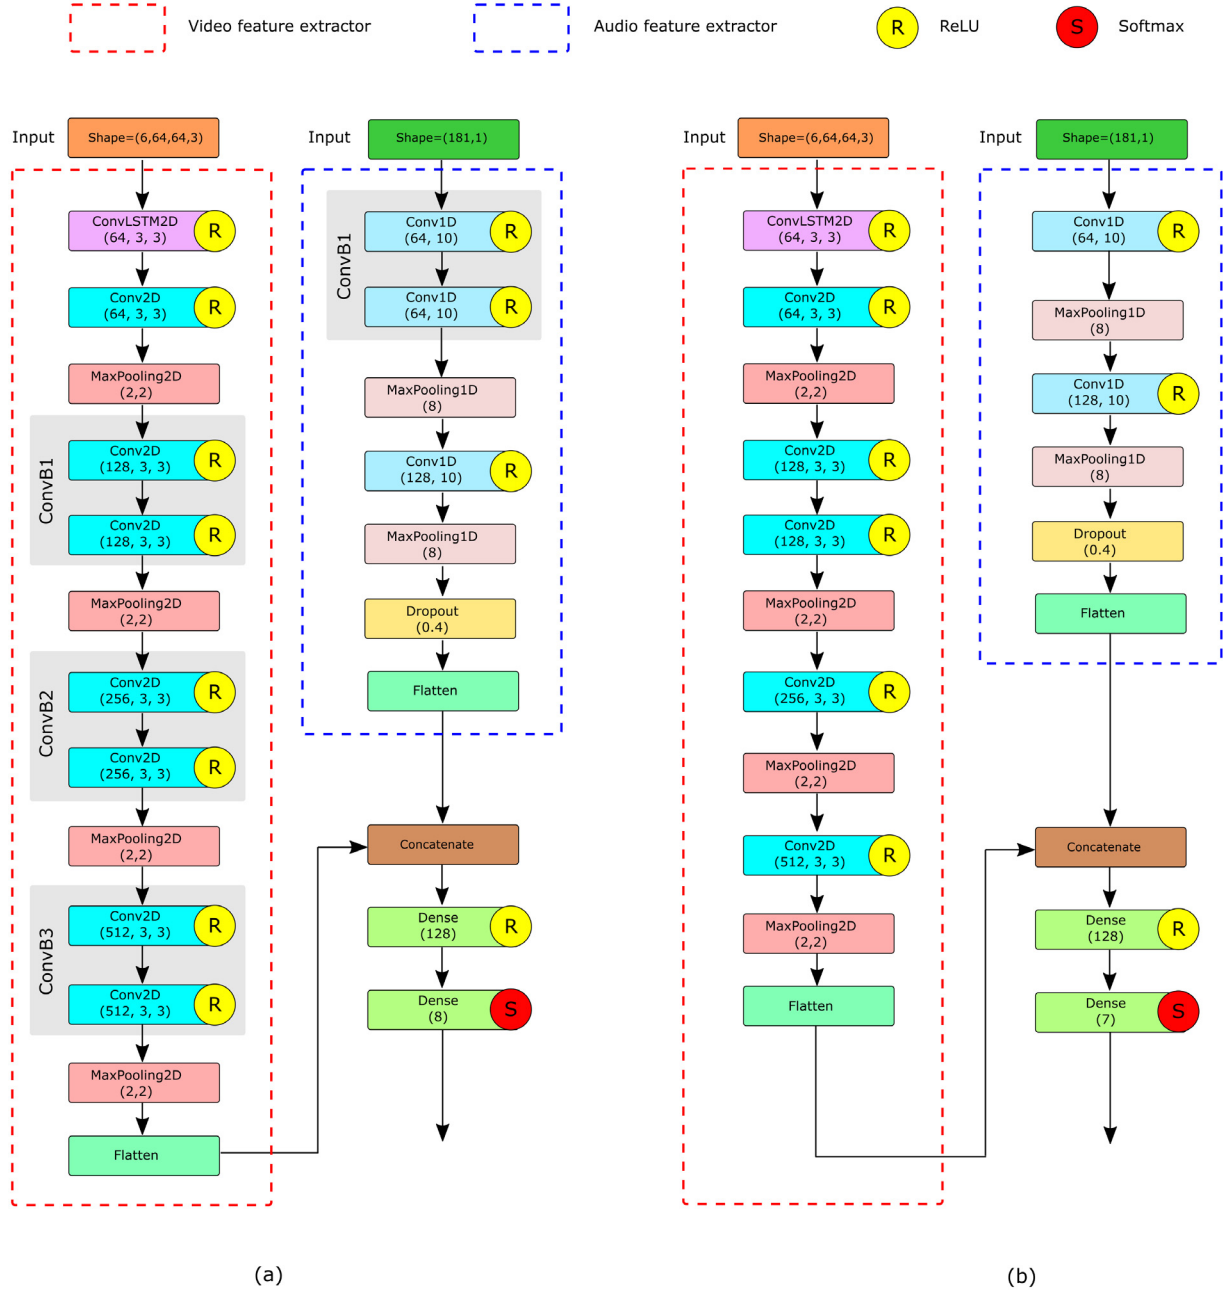 Video feature extractor
Audio feature extractor
R
ReLU
S
Softmax
Input
Shape=(6,64,64,3)
ConvLSTM2D
(64, 3, 3)
R
Conv2D
(64, 3, 3)
R
MaxPooling2D
(2,2)
ConvB1
Conv2D
(128, 3, 3)
R
Conv2D
(128, 3, 3)
R
MaxPooling2D
(2,2)
ConvB2
Conv2D
(256, 3, 3)
R
Conv2D
(256, 3, 3)
R
MaxPooling2D
(2,2)
ConvB3
Conv2D
(512, 3, 3)
R
Conv2D
(512, 3, 3)
R
MaxPooling2D
(2,2)
Flatten
Input
Shape=(181,1)
ConvB1
Conv1D
(64, 10)
R
Conv1D
(64, 10)
R
MaxPooling1D
(8)
Conv1D
(128, 10)
R
MaxPooling1D
(8)
Dropout
(0.4)
Flatten
Concatenate
Dense
(128)
R
Dense
(8)
S
(a)
Input
Shape=(6,64,64,3)
ConvLSTM2D
(64, 3, 3)
R
Conv2D
(64, 3, 3)
R
MaxPooling2D
(2,2)
Conv2D
(128, 3, 3)
R
Conv2D
(128, 3, 3)
R
MaxPooling2D
(2,2)
Conv2D
(256, 3, 3)
R
MaxPooling2D
(2,2)
Conv2D
(512, 3, 3)
R
MaxPooling2D
(2,2)
Flatten
Input
Shape=(181,1)
Conv1D
(64, 10)
R
MaxPooling1D
(8)
Conv1D
(128, 10)
R
MaxPooling1D
(8)
Dropout
(0.4)
Flatten
Concatenate
Dense
(128)
R
Dense
(7)
S
(b)